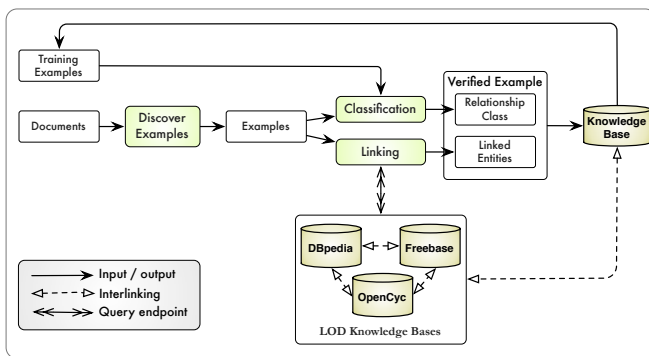 Training
Examples
Documents
Discover
Examples
Examples
Classification
Linking
Verified Example
Relationship
Class
Linked
Entities
Knowledge
Base
DBpedia
Freebase
OpenCyc
LOD Knowledge Bases
Input / output
Interlinking
Query endpoint